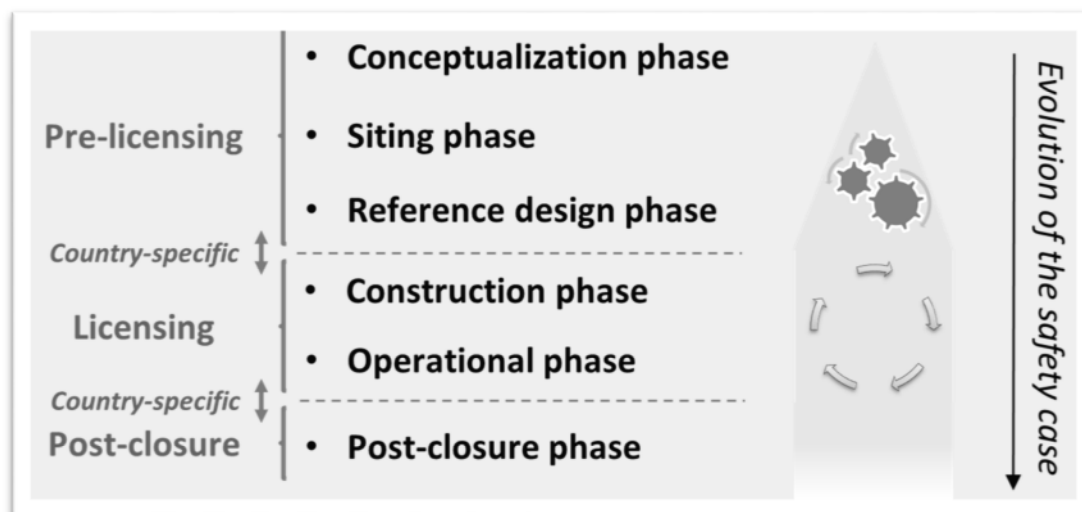 • Conceptualization phase
Pre-licensing
• Siting phase
• Reference design phase
Country-specific
• Construction phase
Licensing
• Operational phase
Country-specific
Post-closure
• Post-closure phase
Evolution of the safety case